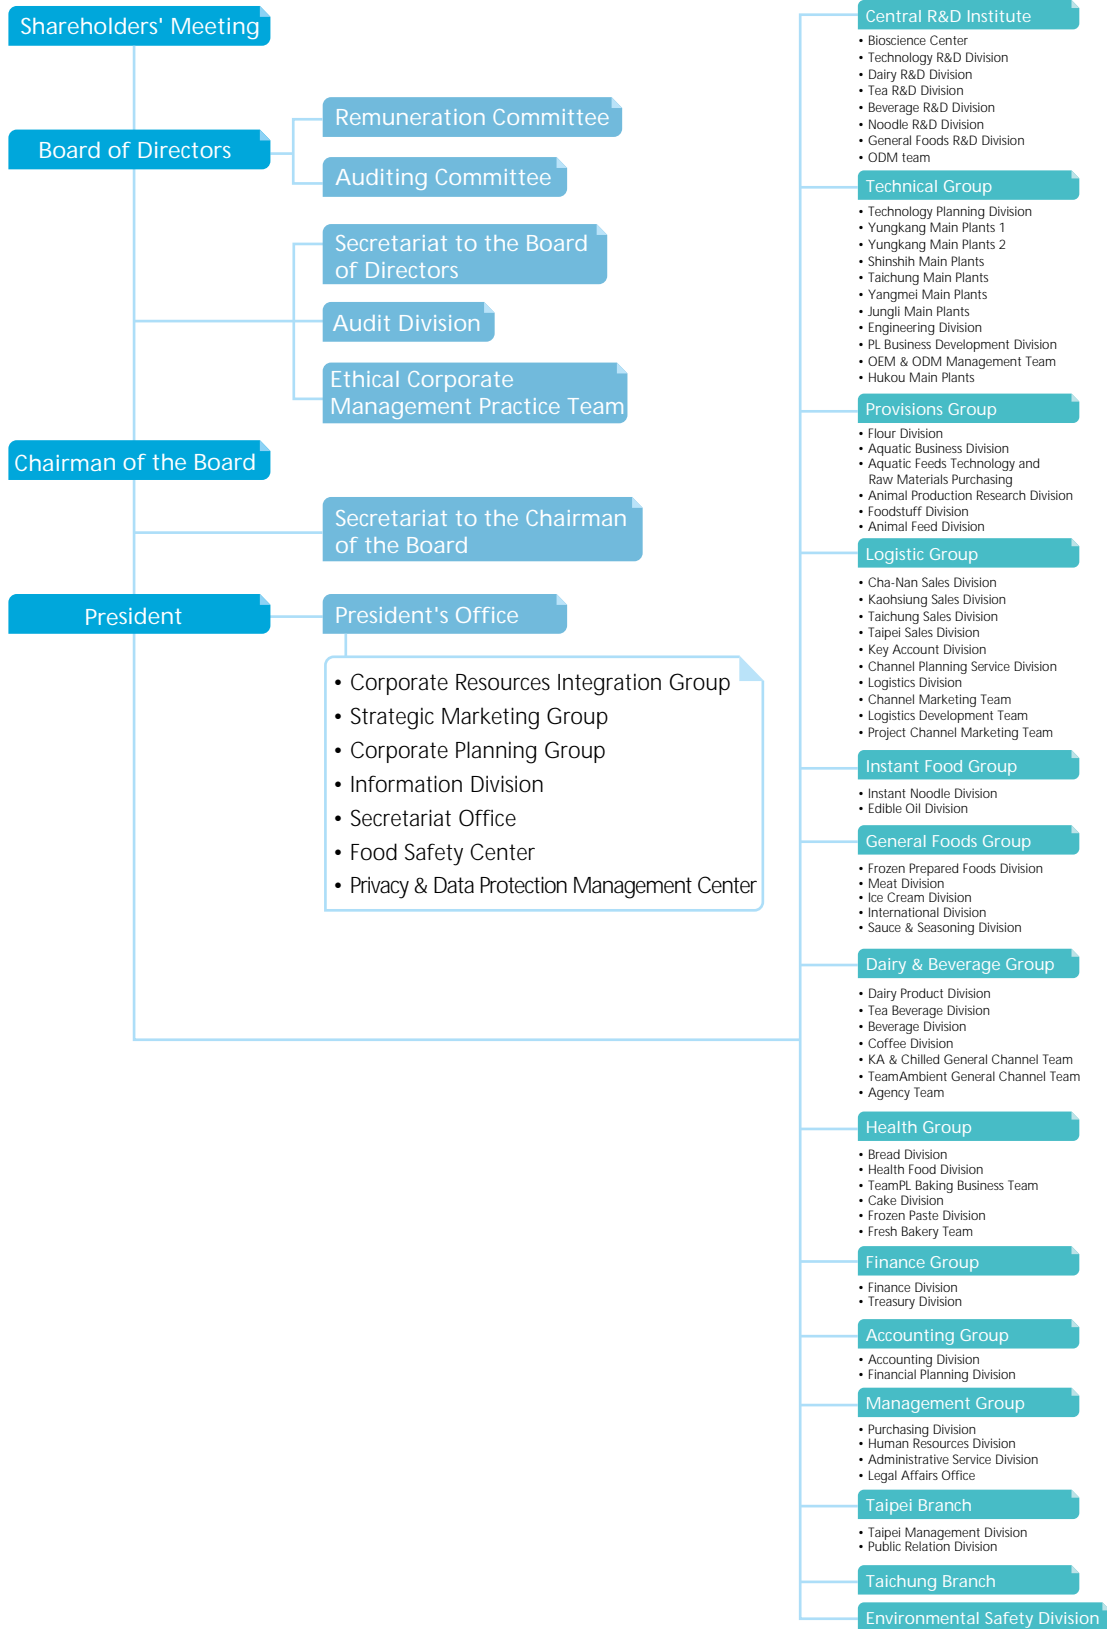 Shareholders' Meeting
Board of Directors
Remuneration Committee
Auditing Committee
Secretariat to the Board
of Directors
Audit Division
Ethical Corporate
Management Practice Team
Chairman of the Board
Secretariat to the Chairman
of the Board
President
President's Office
• Corporate Resources Integration Group
• Strategic Marketing Group
• Corporate Planning Group
• Information Division
• Secretariat Office
• Food Safety Center
• Privacy & Data Protection Management Center
Central R&D Institute
• Bioscience Center
• Technology R&D Division
• Dairy R&D Division
• Tea R&D Division
• Beverage R&D Division
• Noodle R&D Division
• General Foods R&D Division
• ODM team
Technical Group
• Technology Planning Division
• Yungkang Main Plants 1
• Yungkang Main Plants 2
• Shinshih Main Plants
• Taichung Main Plants
• Yangmei Main Plants
• Jungli Main Plants
• Engineering Division
• PL Business Development Division
• OEM & ODM Management Team
• Hukou Main Plants
Provisions Group
• Flour Division
• Aquatic Business Division
• Aquatic Feeds Technology and
Raw Materials Purchasing
• Animal Production Research Division
• Foodstuff Division
• Animal Feed Division
Logistic Group
• Cha-Nan Sales Division
• Kaohsiung Sales Division
• Taichung Sales Division
• Taipei Sales Division
• Key Account Division
• Channel Planning Service Division
• Logistics Division
• Channel Marketing Team
• Logistics Development Team
• Project Channel Marketing Team
Instant Food Group
• Instant Noodle Division
• Edible Oil Division
General Foods Group
• Frozen Prepared Foods Division
• Meat Division
• Ice Cream Division
• International Division
• Sauce & Seasoning Division
Dairy & Beverage Group
• Dairy Product Division
• Tea Beverage Division
• Beverage Division
• Coffee Division
• KA & Chilled General Channel Team
• TeamAmbient General Channel Team
• Agency Team
Health Group
• Bread Division
• Health Food Division
• TeamPL Baking Business Team
• Cake Division
• Frozen Paste Division
• Fresh Bakery Team
Finance Group
• Finance Division
• Treasury Division
Accounting Group
• Accounting Division
• Financial Planning Division
Management Group
• Purchasing Division
• Human Resources Division
• Administrative Service Division
• Legal Affairs Office
Taipei Branch
• Taipei Management Division
• Public Relation Division
Taichung Branch
Environmental Safety Division